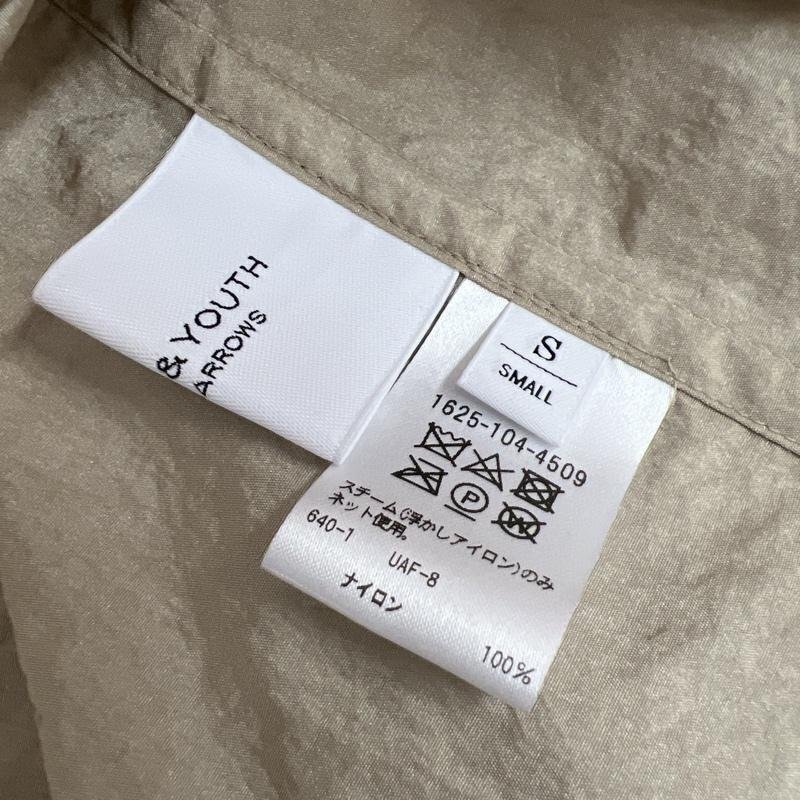 & YOUTH
ARROWS
S
SMALL
1625-104-4509
P
W
スチーム(浮かしアイロン)のみ
ネット使用。
640-1
UAF-8
ナイロン
100%